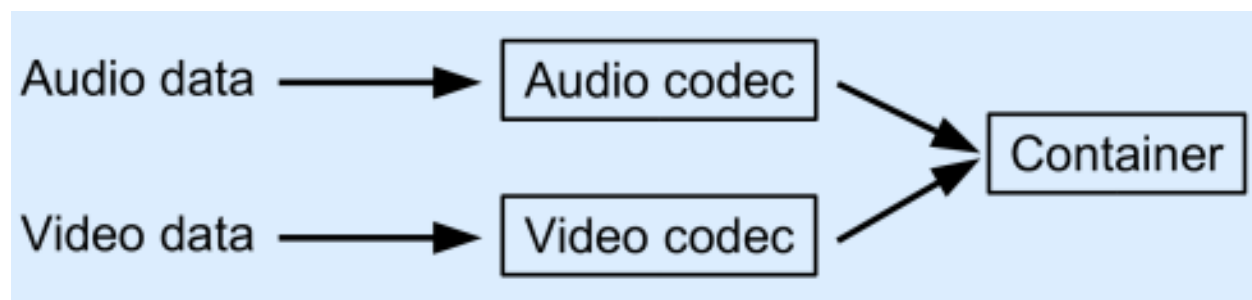 Audio data
Audio codec
Container
Video data
Video codec